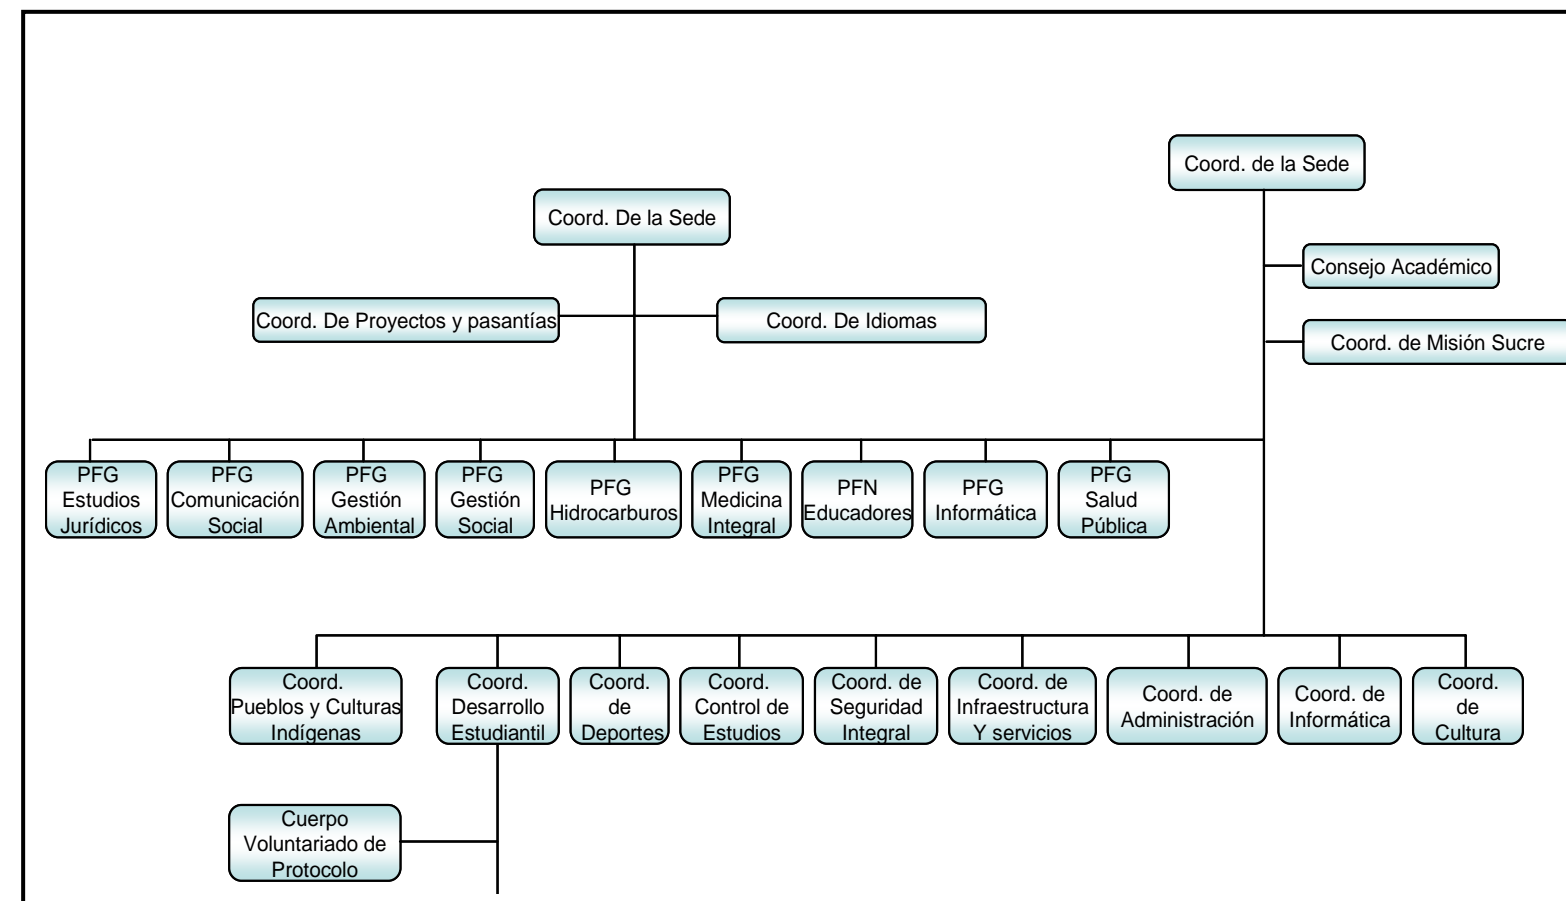 Coord. de la Sede
Coord. De la Sede
Consejo Académico
Coord. De Proyectos y pasantías
Coord. De Idiomas
Coord. de Misión Sucre
PFG
Estudios
Jurídicos
PFG
Comunicación
Social
PFG
Gestión
Ambiental
PFG
Gestión
Social
PFG
Hidrocarburos
PFG
Medicina
Integral
PFN
Educadores
PFG
Informática
PFG
Salud
Pública
Coord.
Pueblos y Culturas
Indígenas
Coord.
Desarrollo
Estudiantil
Coord.
de
Deportes
Coord.
Control de
Estudios
Coord. de
Seguridad
Integral
Coord. de
Infraestructura
Y servicios
Coord. de
Administración
Coord. de
Informática
Coord.
de
Cultura
Cuerpo
Voluntariado de
Protocolo